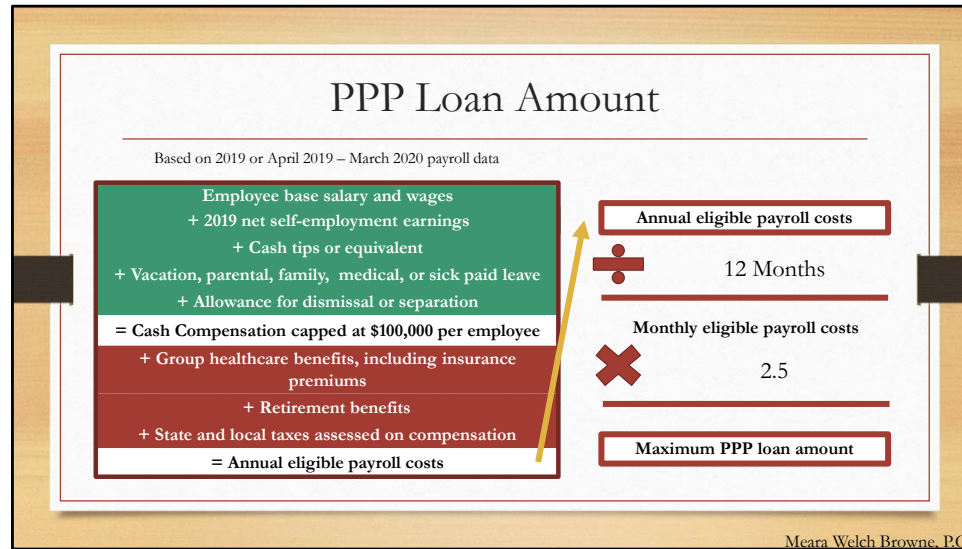 PPP Loan Amount
Based on 2019 or April 2019 – March 2020 payroll data
Employee base salary and wages
+ 2019 net self-employment earnings
+ Cash tips or equivalent
+ Vacation, parental, family, medical, or sick paid leave
+ Allowance for dismissal or separation
= Cash Compensation capped at $100,000 per employee
+ Group healthcare benefits, including insurance
premiums
+ Retirement benefits
+ State and local taxes assessed on compensation
= Annual eligible payroll costs
Annual eligible payroll costs
12 Months
Monthly eligible payroll costs
2.5
Maximum PPP loan amount
Meara Welch Browne, P.C